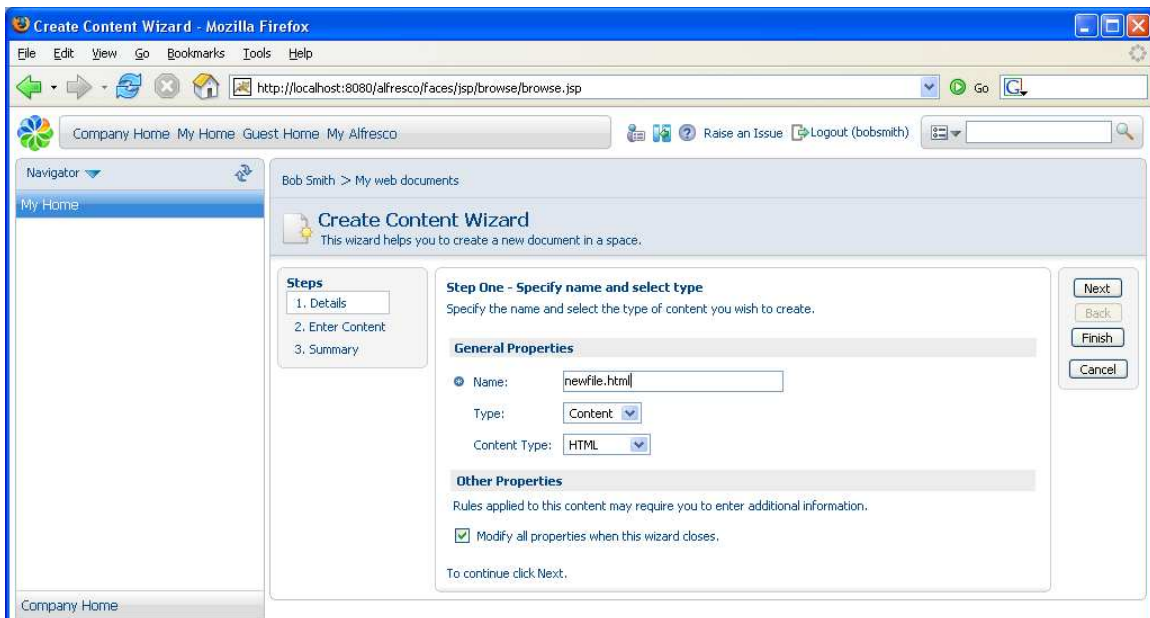 Create Content Wizard - Mozilla Firefox
File Edit View Go Bookmarks Tools Help
http://localhost:8080/alfresco/faces/jsp/browse/browse.jsp Go G
Company Home My Home Guest Home My Alfresco Raise an Issue Logout (bobsmith)
Navigator
My Home
Bob Smith > My web documents
Create Content Wizard
This wizard helps you to create a new document in a space.
Steps
1. Details
2. Enter Content
3. Summary
Step One - Specify name and select type
Specify the name and select the type of content you wish to create.
General Properties
Name: newfile.html
Type: Content
Content Type: HTML
Other Properties
Rules applied to this content may require you to enter additional information.
Modify all properties when this wizard closes.
To continue click Next.
Next
Back
Finish
Cancel
Company Home